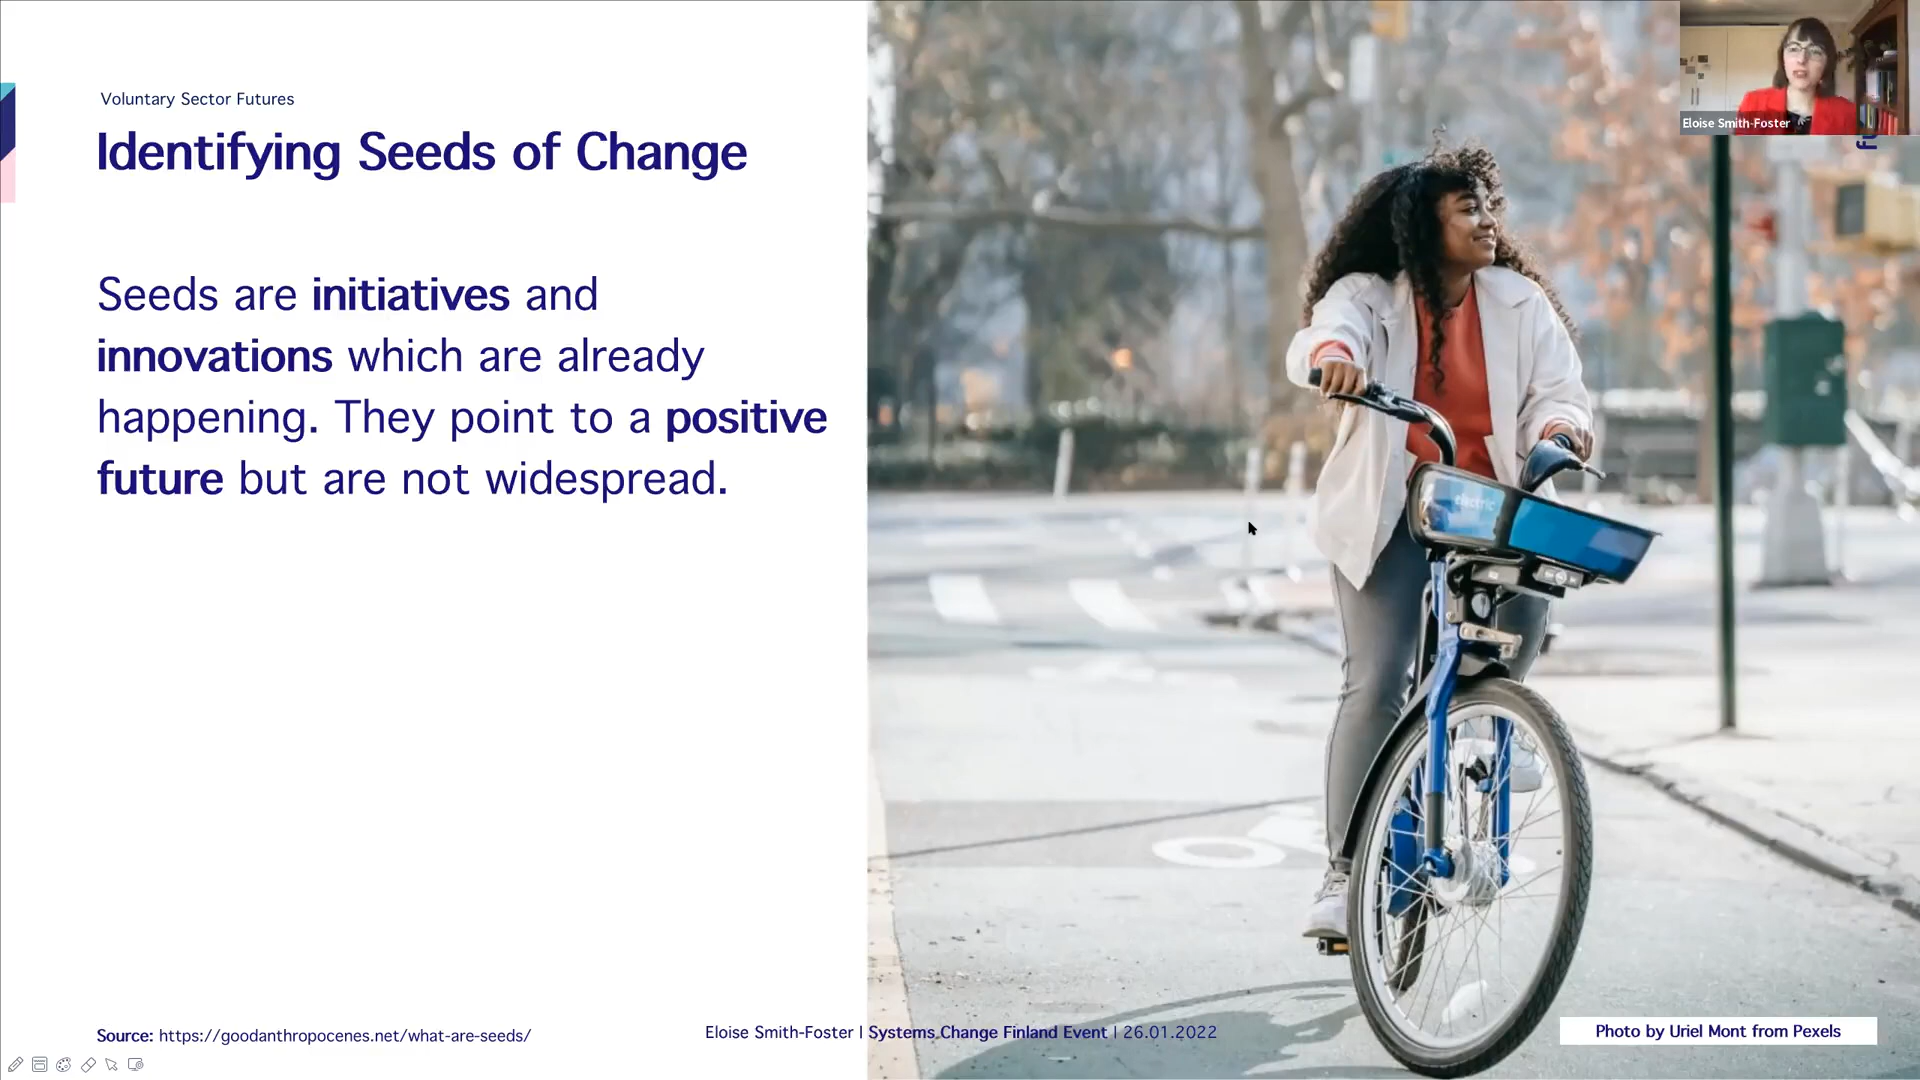 Voluntary Sector Futures
Identifying Seeds of Change
Seeds are initiatives and
innovations which are already
happening. They point to a positive
future but are not widespread.
electric
Eloise Smith-Foster
Source: https://goodanthropocenes.net/what-are-seeds/
Eloise Smith-Foster | Systems Change Finland Event | 26.01.2022
Photo by Uriel Mont from Pexels